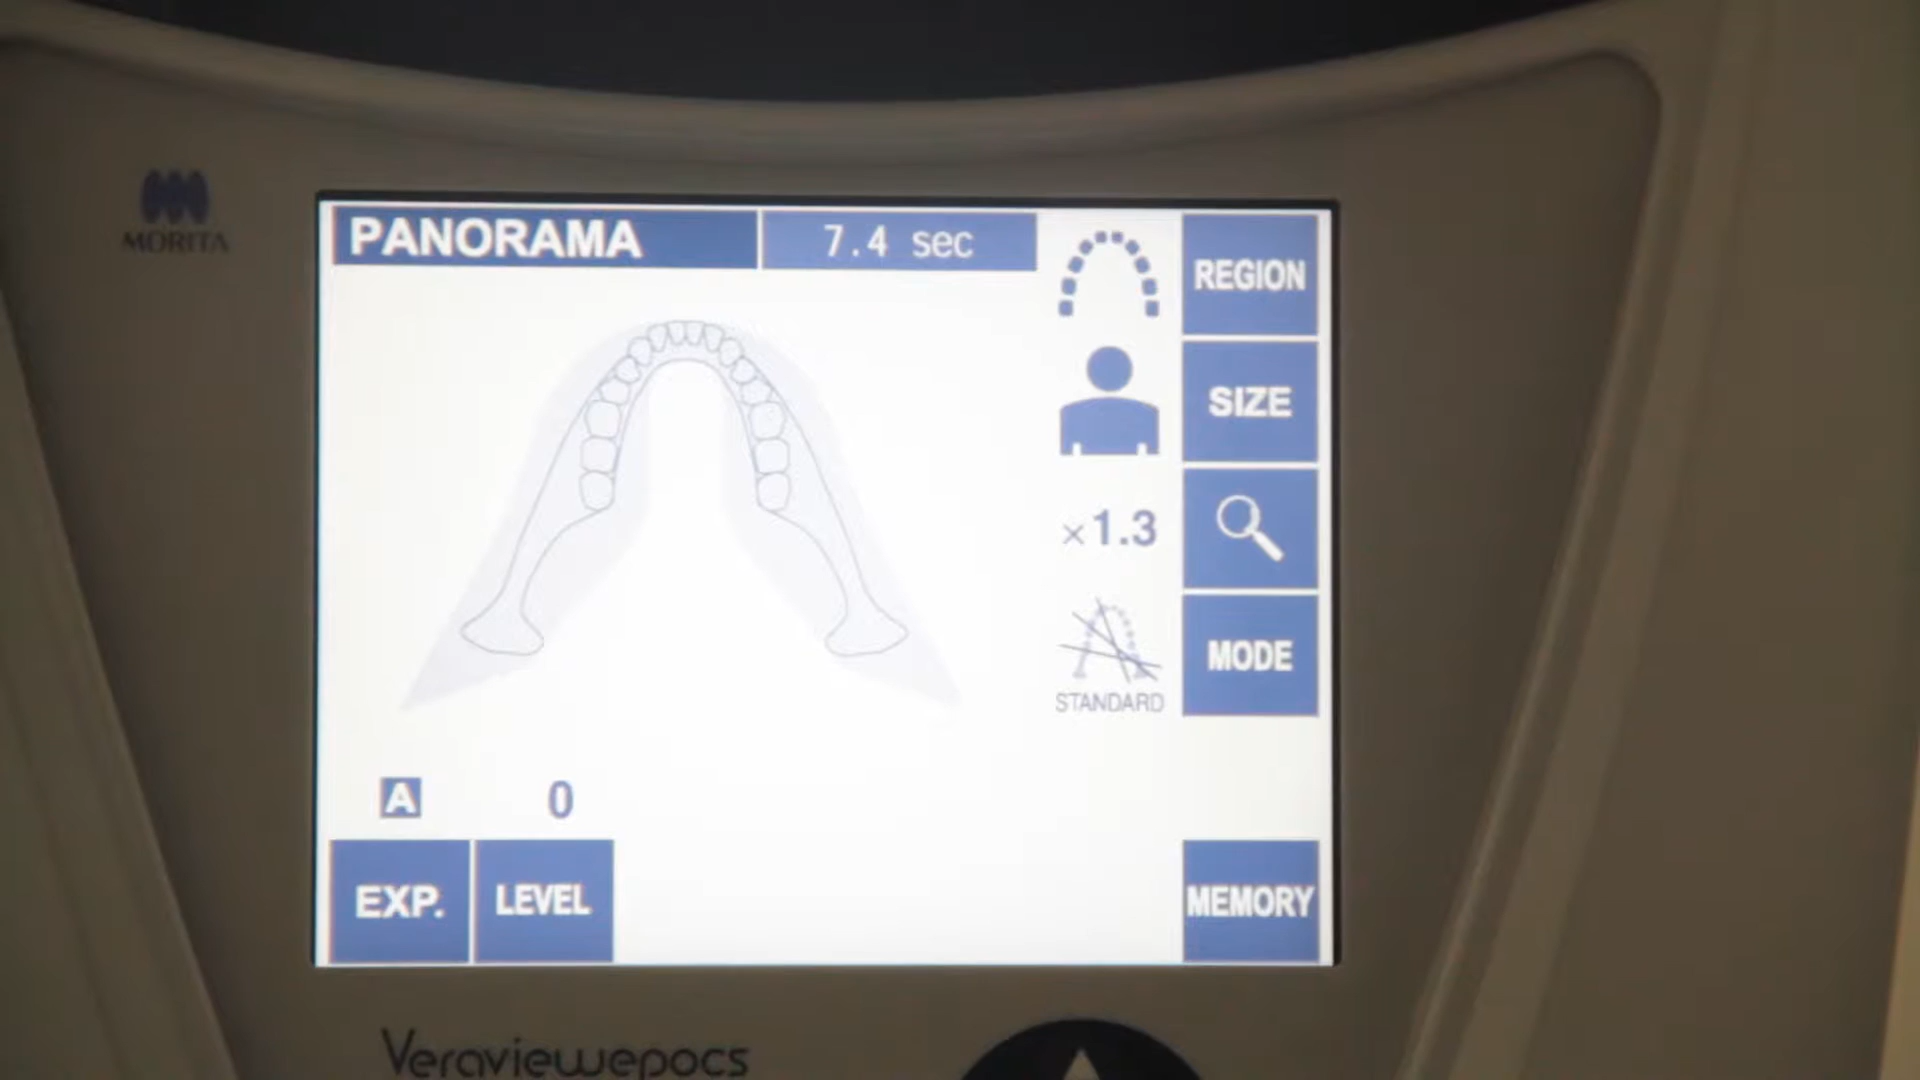 MORITA
PANORAMA
7.4 sec
REGION
SIZE
×1.3
STANDARD
MODE
A
0
EXP.
LEVEL
MEMORY
Veraviewepocs